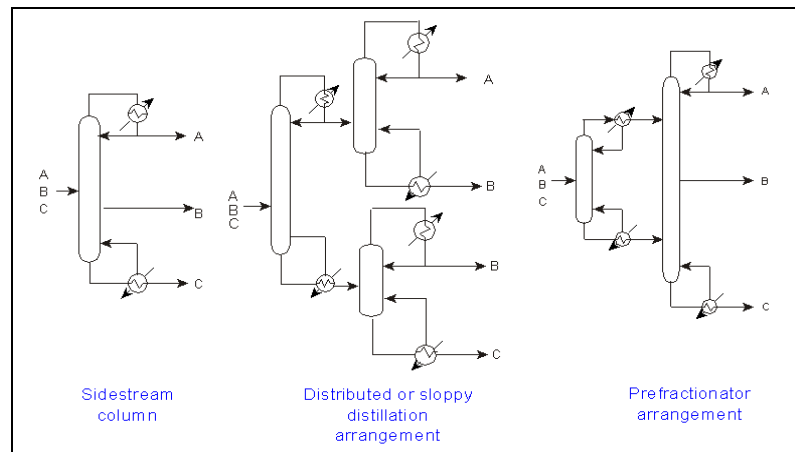 A
B
C
A
B
C
Sidestream
column
A
B
C
A
B
B
C
Distributed or sloppy
distillation
arrangement
A
B
C
A
B
C
Prefractionator
arrangement